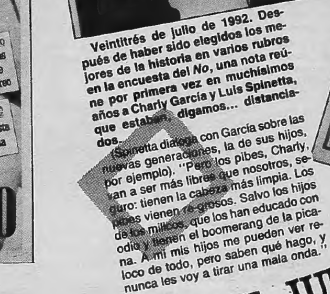 Veintitrés de julio de 1992. Des-
pués de haber sido elegidos los me-
jores de la historia en varios rubros
en la encuesta del No, una nota reú-
ne por primera vez en muchísimos
años a Charly García y Luis Spinetta,
que estaban, digamos... distancia-
dos.
(Spinetta dialoga con García sobre las
nuevas generaciones, la de sus hijos,
por ejemplo). "Pero los pibes, Charly,
van a ser más libres que nosotros, se-
guro: tienen la cabeza más limpia. Los
pibes vienen re-grosos. Salvo los hijos
de los milicos, que los han educado con
odio y tienen el boomerang de la pica-
na. A mí mis hijos me pueden ver re-
loco de todo, pero saben qué hago, y
nunca les voy a tirar una mala onda."